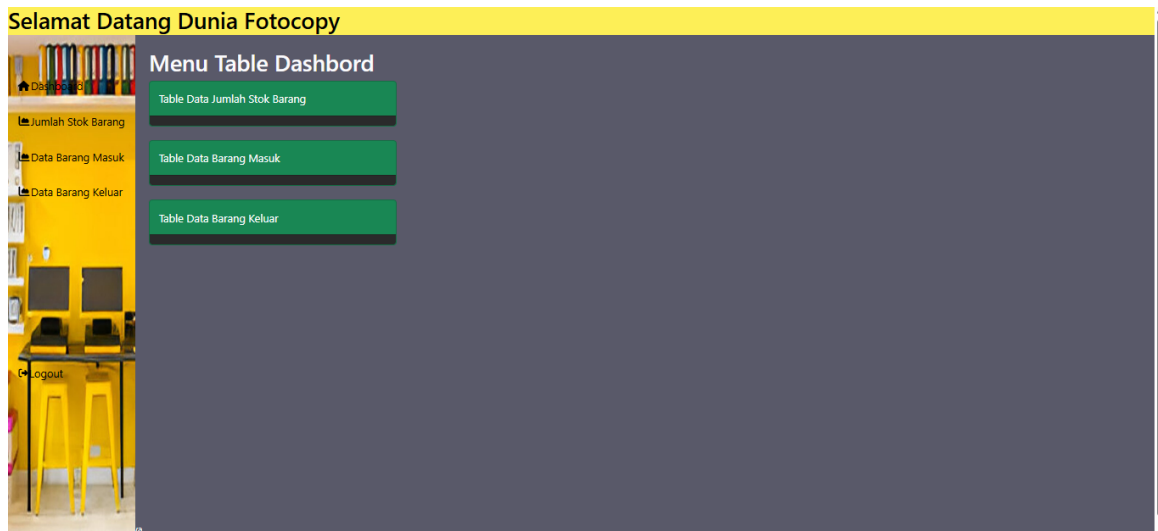 Selamat Datang Dunia Fotocopy
Dashboard
Jumlah Stok Barang
Data Barang Masuk
Data Barang Keluar
Logout
Menu Table Dashbord
Table Data Jumlah Stok Barang
Table Data Barang Masuk
Table Data Barang Keluar